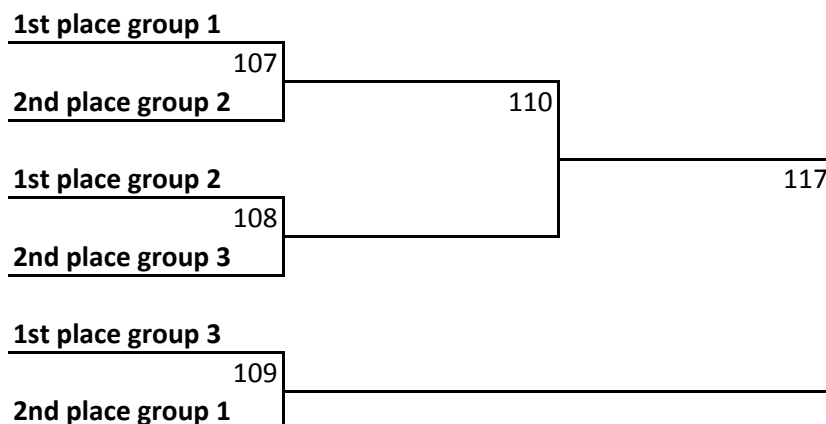 1st place group 1
107
2nd place group 2
110
1st place group 2
117
108
2nd place group 3
1st place group 3
109
2nd place group 1